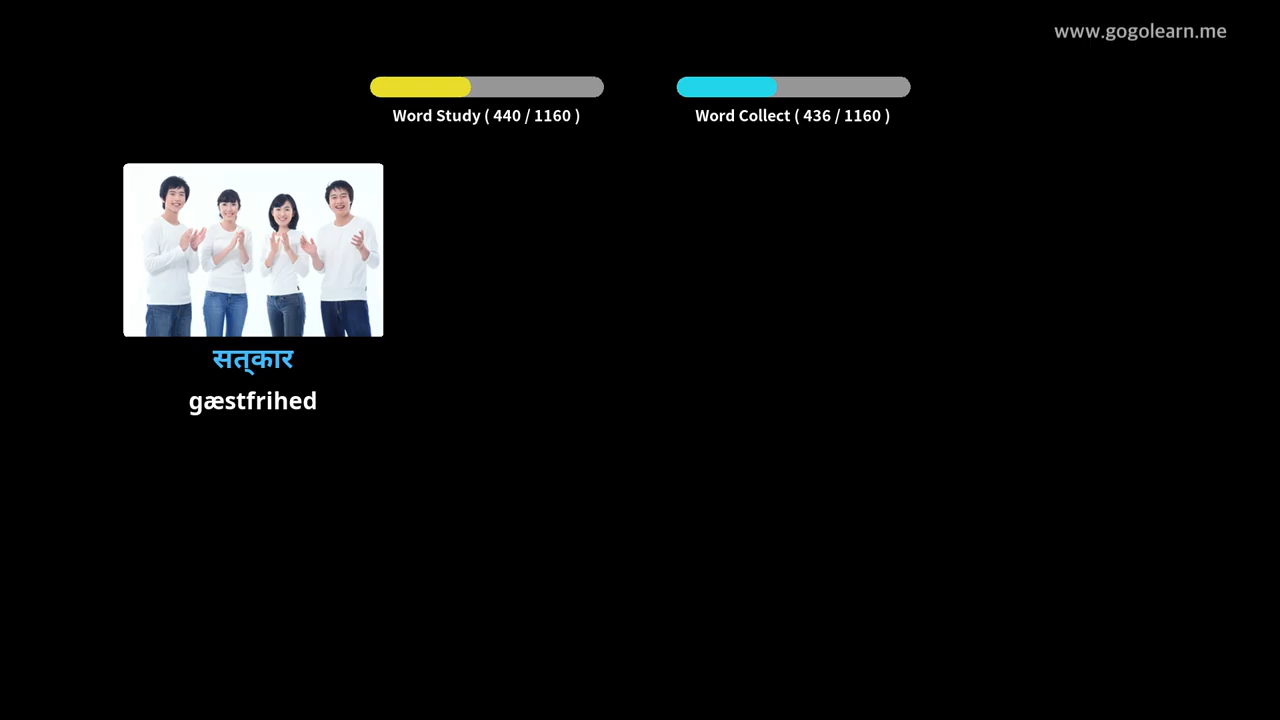 www.gogolearn.me
Word Study ( 440 / 1160 )
Word Collect ( 436 / 1160 )
सत्‌कार
gæstfrihed